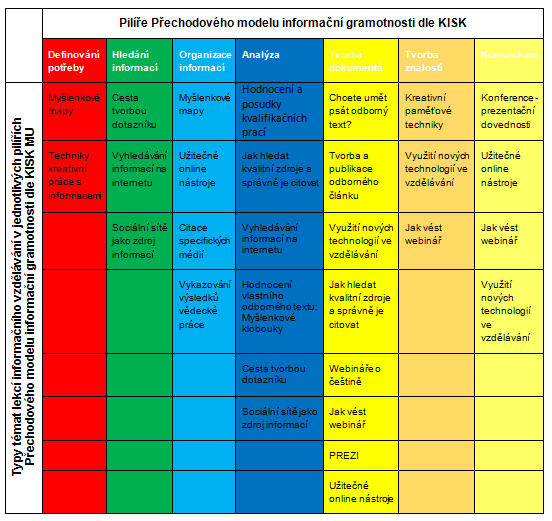 Pilíře Přechodového modelu informační gramotnosti dle KISK
Typy témat lekcí informačního vzdělávání v jednotlivých pilířích
Přechodového modelu informační gramotnosti dle KISK MU
Definování
potřeby
Hledání
informací
Organizace
informací
Analýza
Tvorba
dokumentů
Tvorba
znalostí
Komunikace
Myšlenkové
mapy
Cesta
tvorbou
dotazníku
Myšlenkové
mapy
Hodnocení a
posudky
kvalifikačních
prací
Chcete umět
psát odborný
text?
Kreativní
paměťové
techniky
Konference-
prezentační
dovednosti
Techniky
kreativní
práce s
informacemi
Vyhledávání
informací na
internetu
Užitečné
online
nástroje
Jak hledat
kvalitní zdroje a
správně je citovat
Tvorba a
publikace
odborného
článku
Využití nových
technologií ve
vzdělávání
Užitečné
online
nástroje
Sociální sítě
jako zdroj
informací
Citace
specifických
médií
Vyhledávání
informací na
internetu
Využití nových
technologií ve
vzdělávání
Jak vést
webinář
Jak vést
webinář
Vykazování
výsledků
vědecké
práce
Hodnocení
vlastního
odborného textu:
Myšlenkové
klobouky
Jak hledat
kvalitní zdroje
a správně je
citovat
Využití
nových
technologií
ve
vzdělávání
Cesta tvorbou
dotazníku
Webináře o
češtině
Sociální sítě jako
zdroj informací
Jak vést
webinář
PREZI
Užitečné
online nástroje